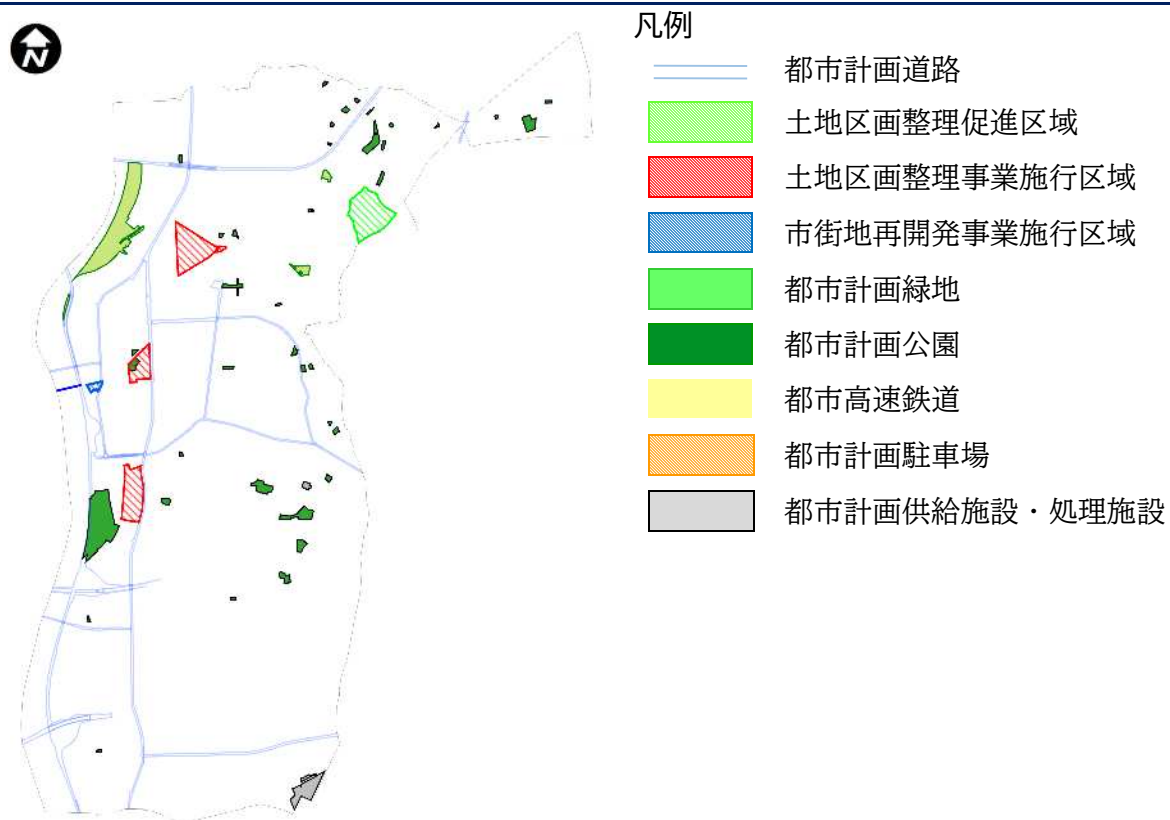 N
凡例
都市計画道路
土地区画整理促進区域
土地区画整理事業施行区域
市街地再開発事業施行区域
都市計画緑地
都市計画公園
都市高速鉄道
都市計画駐車場
都市計画供給施設・処理施設